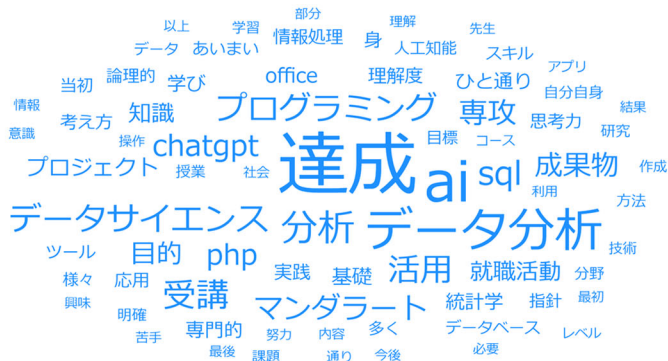 部分
以上 学習 理解 先生
データ あいまい 情報処理 身 人工知能 スキル
当初 論理的 学び office 理解度 ひと通り アプリ
自分自身
情報 知識 プログラミング 専攻 思考力 結果
意識 考え方 操作 chatgpt 目標 コース 研究
プロジェクト 授業 社会 達成 ai sql 成果物 作成
利用 方法
データサイエンス 分析 データ分析
ツール 目的 php 技術
様々 応用 実践 基礎 活用 就職活動 分野
興味 受講 マンダラート 統計学 指針 最初
明確
苦手 専門的 努力 内容 多く データベース レベル
最後 課題 通り 今後 必要